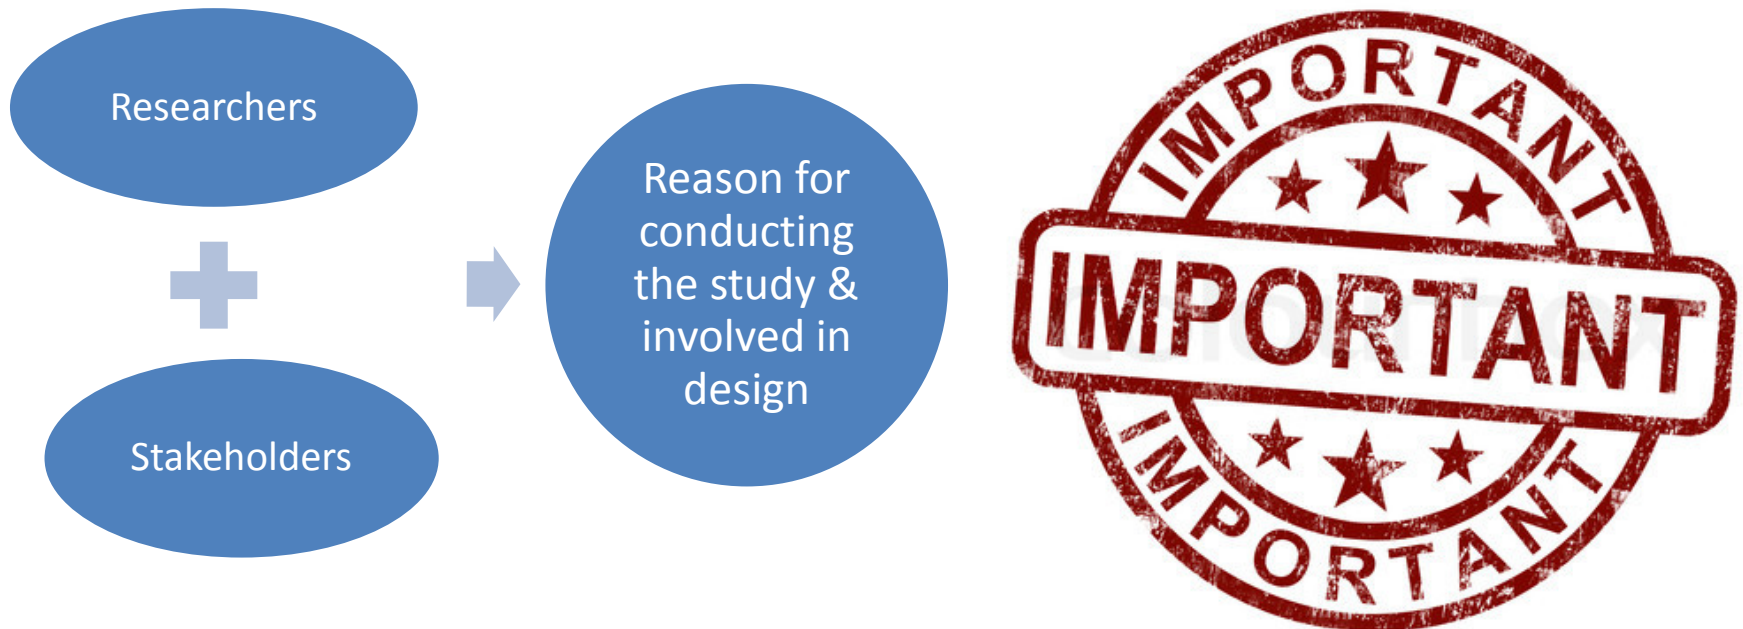 Researchers
Stakeholders
Reason for
conducting
the study &
involved in
design
IMPORTANT
IMPORTANT
IMPORTANT